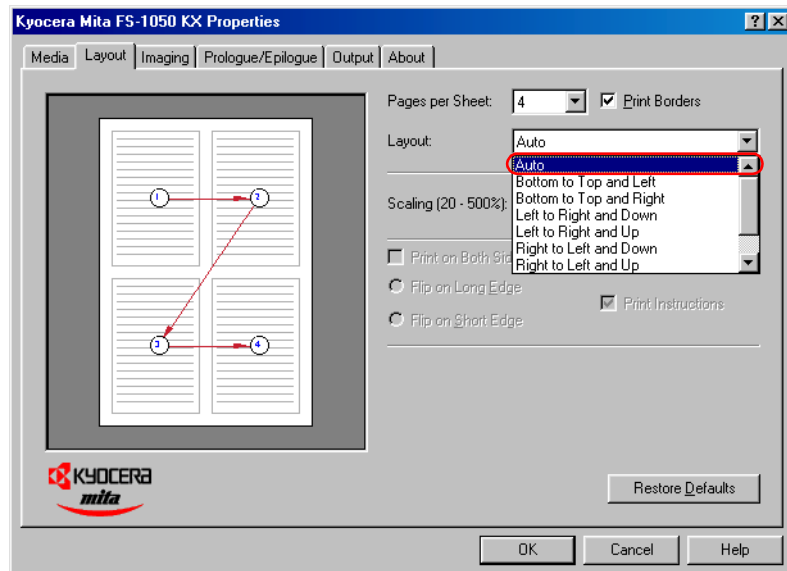 Kyocera Mita FS-1050 KX Properties
Media Layout Imaging Prologue/Epilogue Output About
Pages per Sheet: 4 Print Borders
Layout: Auto
Auto
Bottom to Top and Left
Bottom to Top and Right
Left to Right and Down
Left to Right and Up
Right to Left and Down
Right to Left and Up
Scaling (20 - 500%):
Print on Both Sid
Flip on Long Edge
Print Instructions
Flip on Short Edge
1 2
3 4
KYOCERA
mita
Restore Defaults
OK Cancel Help